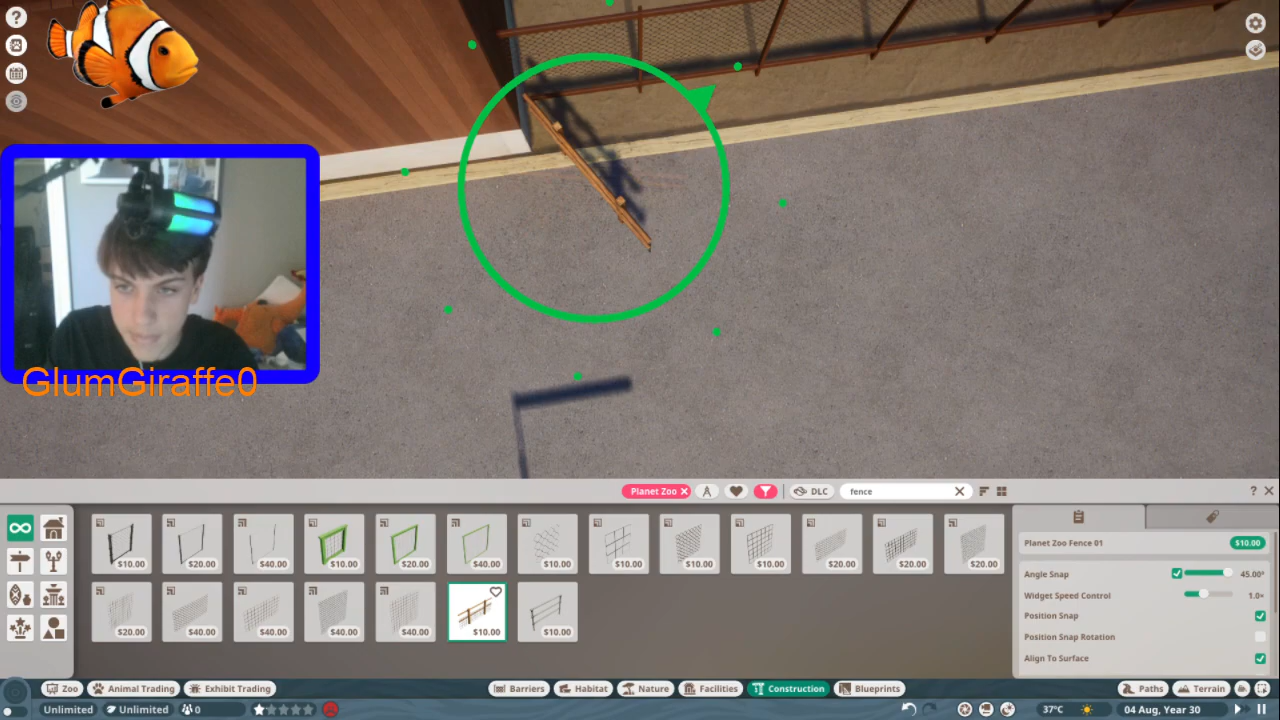 GlumGiraffe0
Planet Zoo
DLC
fence
$10.00 $20.00 $40.00 $10.00 $20.00 $40.00 $10.00 $10.00 $10.00 $10.00 $20.00 $20.00 $20.00
$20.00 $40.00 $40.00 $40.00 $40.00 $10.00 $10.00
Planet Zoo Fence 01 $10.00
Angle Snap 45.00°
Widget Speed Control 1.0×
Position Snap
Position Snap Rotation
Align To Surface
Zoo Animal Trading Exhibit Trading Barriers Habitat Nature Facilities Construction Blueprints Paths Terrain
Unlimited Unlimited 0 37°C 04 Aug, Year 30